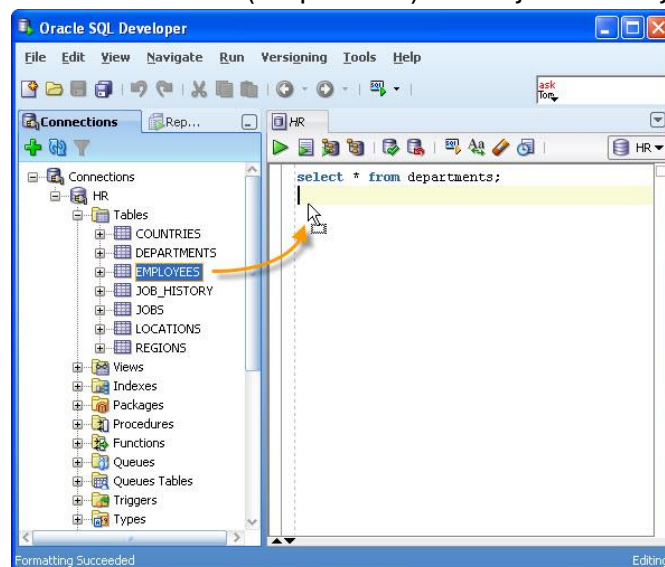 Oracle SQL Developer
File Edit View Navigate Run Versioning Tools Help
ask
Tom
Connections Rep... HR
HR
Connections
HR
Tables
COUNTRIES
DEPARTMENTS
EMPLOYEES
JOB_HISTORY
JOBS
LOCATIONS
REGIONS
Views
Indexes
Packages
Procedures
Functions
Queues
Queues Tables
Triggers
Types
select * from departments;
Formatting Succeeded Editing